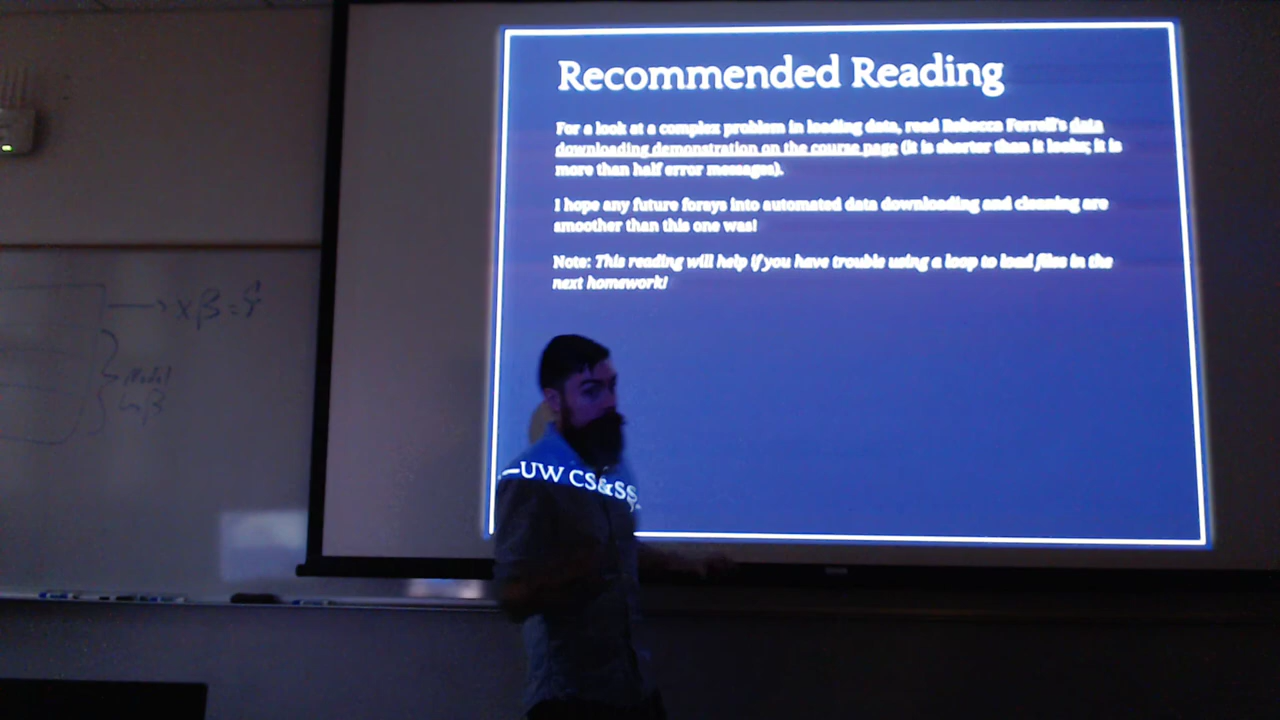 Recommended Reading
For a look at a complex problem in loading data, read Rebecca Ferrell's data
downloading demonstration on the course page (it is shorter than it looks; it is
more than half error messages).
I hope any future forays into automated data downloading and cleaning are
smoother than this one was!
Note: This reading will help if you have trouble using a loop to load files in the
next homework!
—UW CS&SS
→ Xβ = Ŷ
Model